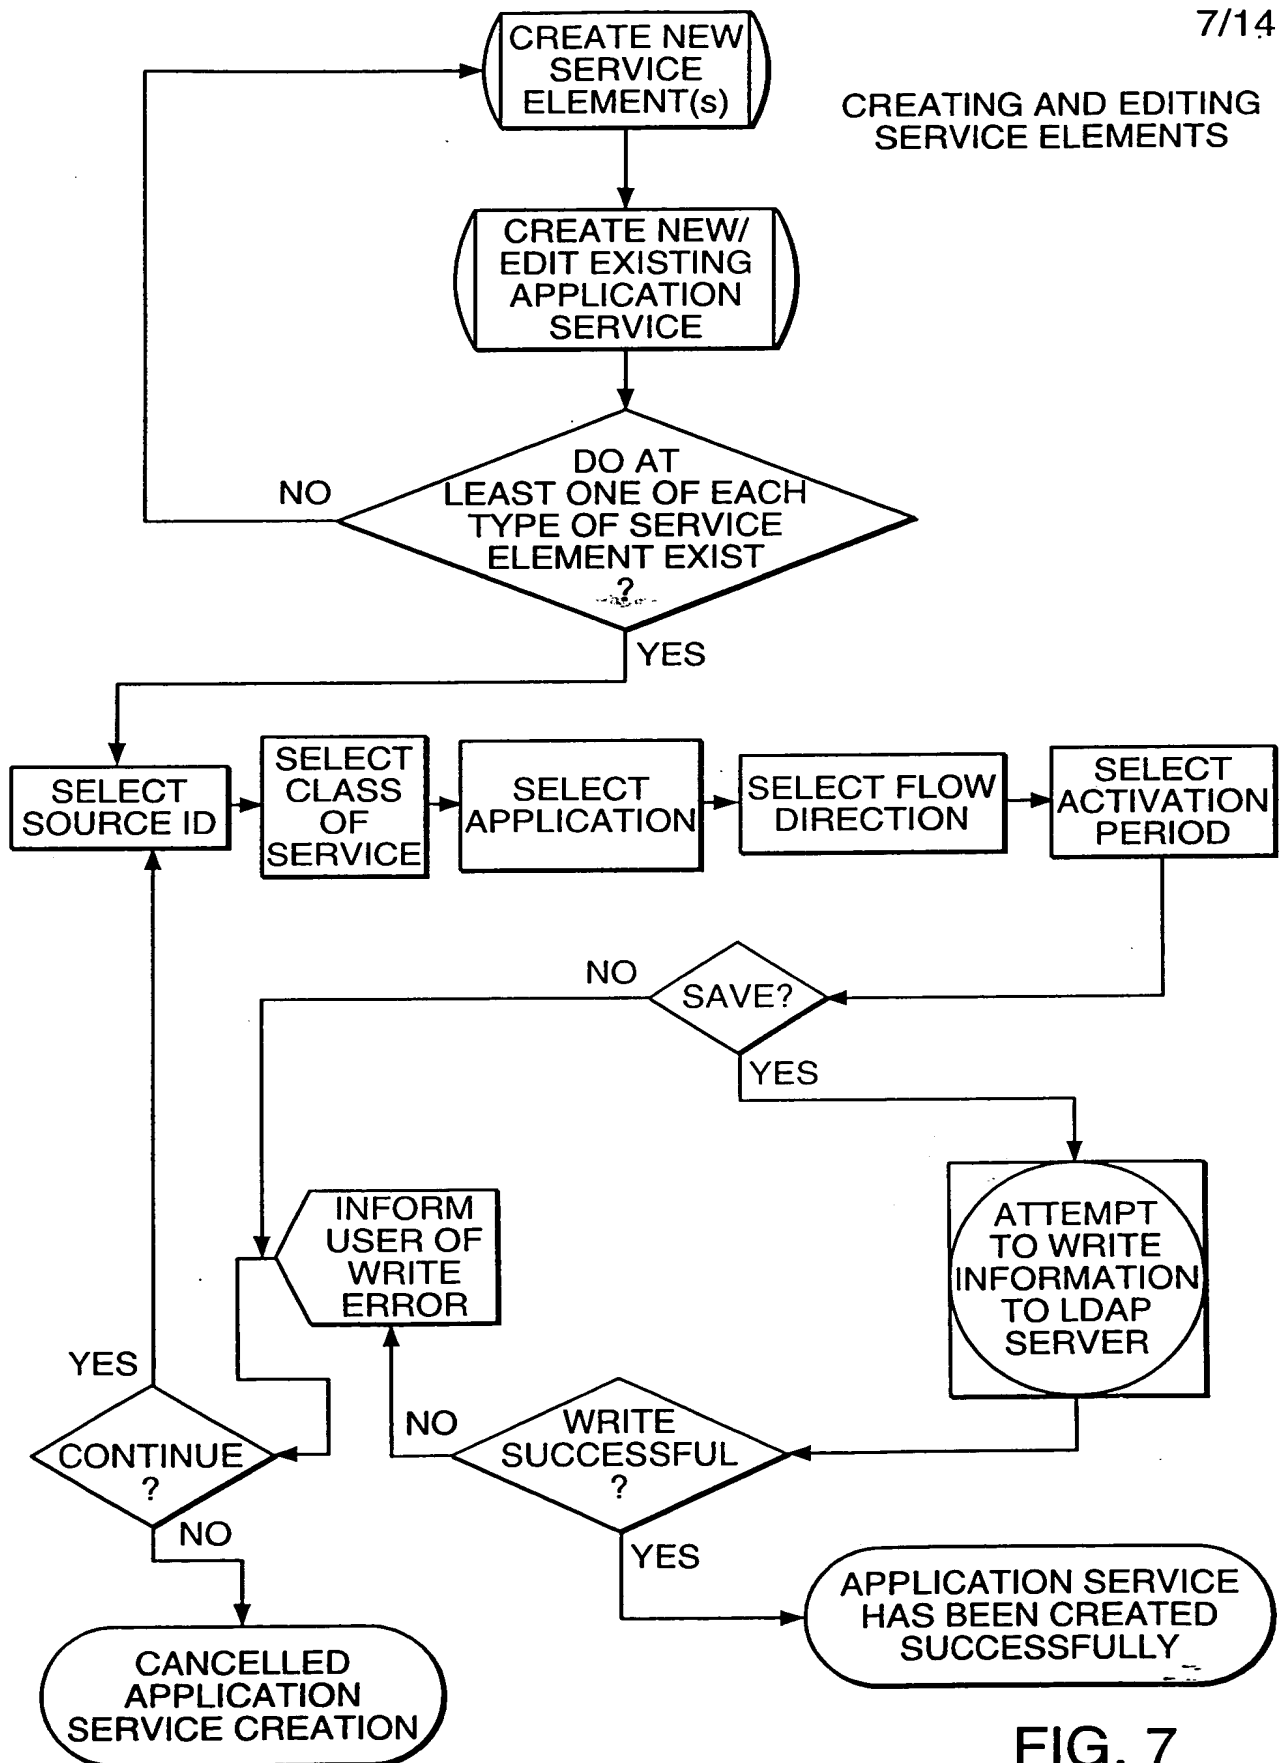 7/14
CREATING AND EDITING
SERVICE ELEMENTS
CREATE NEW
SERVICE
ELEMENT(s)
CREATE NEW/
EDIT EXISTING
APPLICATION
SERVICE
DO AT
LEAST ONE OF EACH
TYPE OF SERVICE
ELEMENT EXIST
?
NO
YES
SELECT
SOURCE ID
SELECT
CLASS
OF
SERVICE
SELECT
APPLICATION
SELECT FLOW
DIRECTION
SELECT
ACTIVATION
PERIOD
SAVE?
NO
YES
ATTEMPT
TO WRITE
INFORMATION
TO LDAP
SERVER
INFORM
USER OF
WRITE
ERROR
WRITE
SUCCESSFUL
?
NO
YES
CONTINUE
?
YES
NO
APPLICATION SERVICE
HAS BEEN CREATED
SUCCESSFULLY
CANCELLED
APPLICATION
SERVICE CREATION
FIG. 7